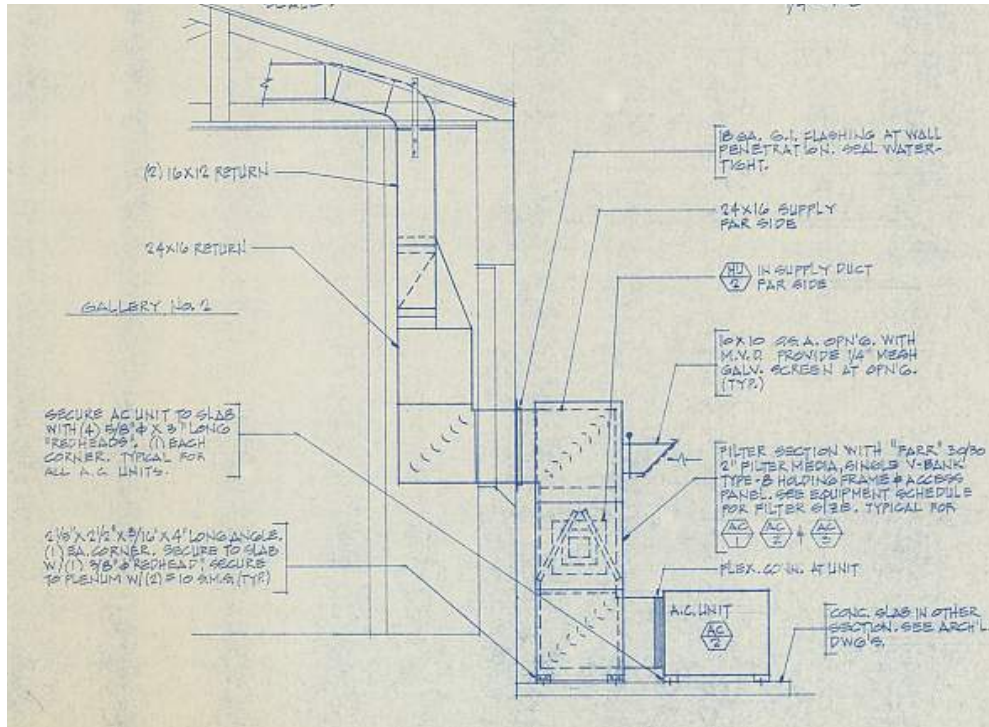 (2) 16X12 RETURN
24X16 RETURN
GALLERY NO. 2
SECURE AC UNIT TO SLAB
WITH (4) 5/8"φ X 3" LONG
"REDHEADS", (1) EACH
CORNER. TYPICAL FOR
ALL A.C. UNITS.
X 2 1/2" X 3/16" X 4" LONG ANGLE.
(1) EA. CORNER. SECURE TO SLAB
W/(1) 3/8"φ REDHEAD; SECURE
TO PLENUM W/(2) #10 S.M.S. (TYP.)
18 GA. G.I. FLASHING AT WALL
PENETRATION. SEAL WATER-
TIGHT.
24X16 SUPPLY
FAR SIDE
HU
2
IN SUPPLY DUCT
FAR SIDE
O.S.A. OPN'G. WITH
M.V.D. PROVIDE 1/4" MESH
GALV. SCREEN AT OPN'G.
(TYP.)
FILTER SECTION WITH "FARR" 30/30
2" FILTER MEDIA, SINGLE V-BANK
TYPE-8 HOLDING FRAME & ACCESS
PANEL. SEE EQUIPMENT SCHEDULE
FOR FILTER SIZE. TYPICAL FOR
AC
1
AC
2
&
AC
3
FLEX. CONN. AT UNIT
A.C. UNIT
AC
2
CONC. SLAB IN OTHER
SECTION. SEE ARCH'L
DWG'S.